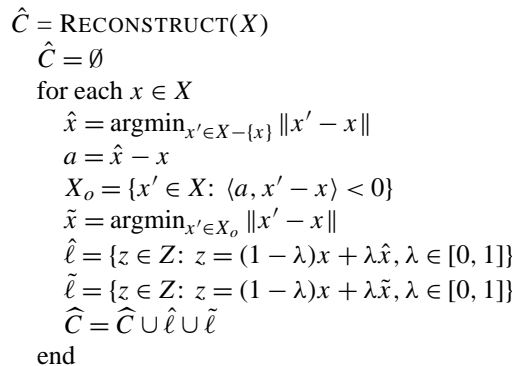 Ĉ = RECONSTRUCT(X)
Ĉ = ∅
for each x ∈ X
x̂ = argmin_{x′∈X−{x}} ‖x′ − x‖
a = x̂ − x
X_o = {x′ ∈ X: ⟨a, x′ − x⟩ < 0}
x̃ = argmin_{x′∈X_o} ‖x′ − x‖
ℓ̂ = {z ∈ Z: z = (1 − λ)x + λx̂, λ ∈ [0, 1]}
ℓ̃ = {z ∈ Z: z = (1 − λ)x + λx̃, λ ∈ [0, 1]}
Ĉ = Ĉ ∪ ℓ̂ ∪ ℓ̃
end